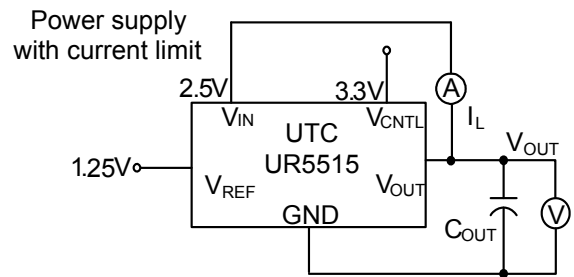 Power supply
with current limit
2.5V
3.3V
A
VIN
VCNTL
IL
UTC
UR5515
VOUT
1.25V
VREF
VOUT
GND
COUT
V